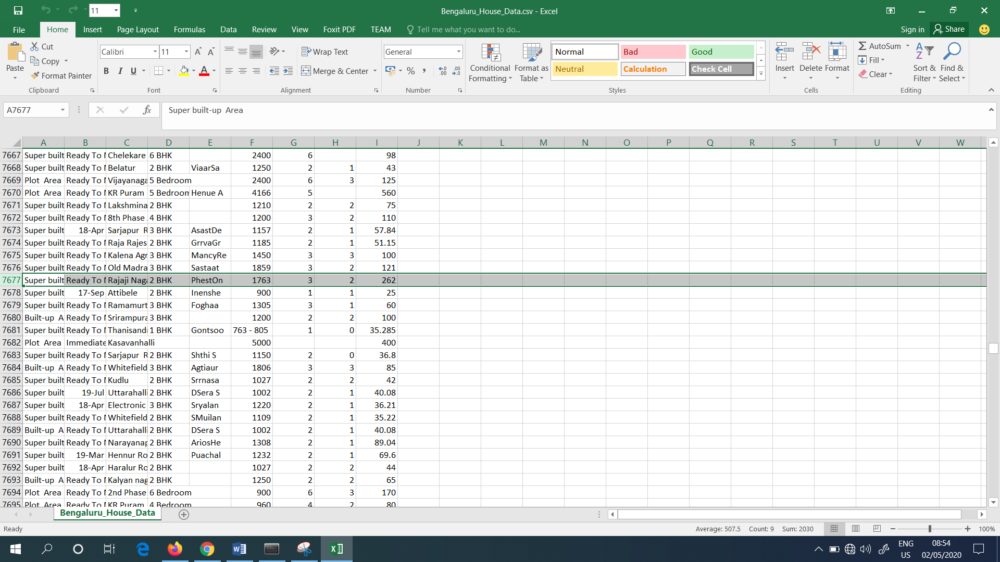 11
Bengaluru_House_Data.csv - Excel
File Home Insert Page Layout Formulas Data Review View Foxit PDF TEAM Tell me what you want to do... Sign in Share
Paste
Cut
Copy
Format Painter
Clipboard
Calibri 11
B I U
Font
Wrap Text
Merge & Center
Alignment
General
Number
Conditional Formatting
Format as Table
Normal Bad Good
Neutral Calculation Check Cell
Styles
Insert Delete Format
Cells
AutoSum
Fill
Clear
Sort & Filter
Find & Select
Editing
A7677 fx Super built-up Area
A B C D E F G H I J K L M N O P Q R S T U V W
7667 Super built Ready To Chelekare 6 BHK 2400 6 98
7668 Super built Ready To Belatur 2 BHK ViaarSa 1250 2 1 43
7669 Plot Area Ready To Vijayanaga 5 Bedroom 2400 6 3 125
7670 Plot Area Ready To KR Puram 5 Bedroom Henue A 4166 5 560
7671 Super built Ready To Lakshmina 2 BHK 1210 2 2 75
7672 Super built Ready To 8th Phase 4 BHK 1200 3 2 110
7673 Super built 18-Apr Sarjapur R 3 BHK AsastDe 1157 2 1 57.84
7674 Super built Ready To Raja Rajes 2 BHK GrrvaGr 1185 2 1 51.15
7675 Super built Ready To Kalena Agr 3 BHK MancyRe 1450 3 3 100
7676 Super built Ready To Old Madra 3 BHK Sastaat 1859 3 2 121
7677 Super built Ready To Rajaji Naga 2 BHK PhestOn 1763 3 2 262
7678 Super built 17-Sep Attibele 2 BHK Inenshe 900 1 1 25
7679 Super built Ready To Ramamurt 3 BHK Foghaa 1305 3 1 60
7680 Built-up A Ready To Srirampura 3 BHK 1200 2 2 100
7681 Super built Ready To Thanisand 1 BHK Gontsoo 763 - 805 1 0 35.285
7682 Plot Area Immediate Kasavanhalli 5000 400
7683 Super built Ready To Sarjapur R 2 BHK Shthi S 1150 2 0 36.8
7684 Built-up A Ready To Whitefield 3 BHK Agtiaur 1806 3 3 85
7685 Super built Ready To Kudlu 2 BHK Srrnasa 1027 2 2 42
7686 Super built 19-Jul Uttarahalli 2 BHK DSera S 1002 2 1 40.08
7687 Super built 18-Apr Electronic 3 BHK Sryalan 1220 2 1 36.21
7688 Super built Ready To Whitefield 2 BHK SMuilan 1109 2 1 35.22
7689 Built-up A Ready To Uttarahalli 2 BHK DSera S 1002 2 1 40.08
7690 Super built Ready To Narayanap 2 BHK AriosHe 1308 2 1 89.04
7691 Super built 19-Mar Hennur Ro 2 BHK Puachal 1232 2 1 69.6
7692 Super built 18-Apr Haralur Ro 2 BHK 1027 2 2 44
7693 Built-up A Ready To Kalyan nag 2 BHK 1250 2 2 65
7694 Plot Area Ready To 2nd Phase 6 Bedroom 900 6 3 170
7695 Plot Area Ready To KR Puram 4 Bedroom 960 4 2 80
Bengaluru_House_Data
Ready Average: 507.5 Count: 9 Sum: 2030 100%
ENG US
08:54
02/05/2020